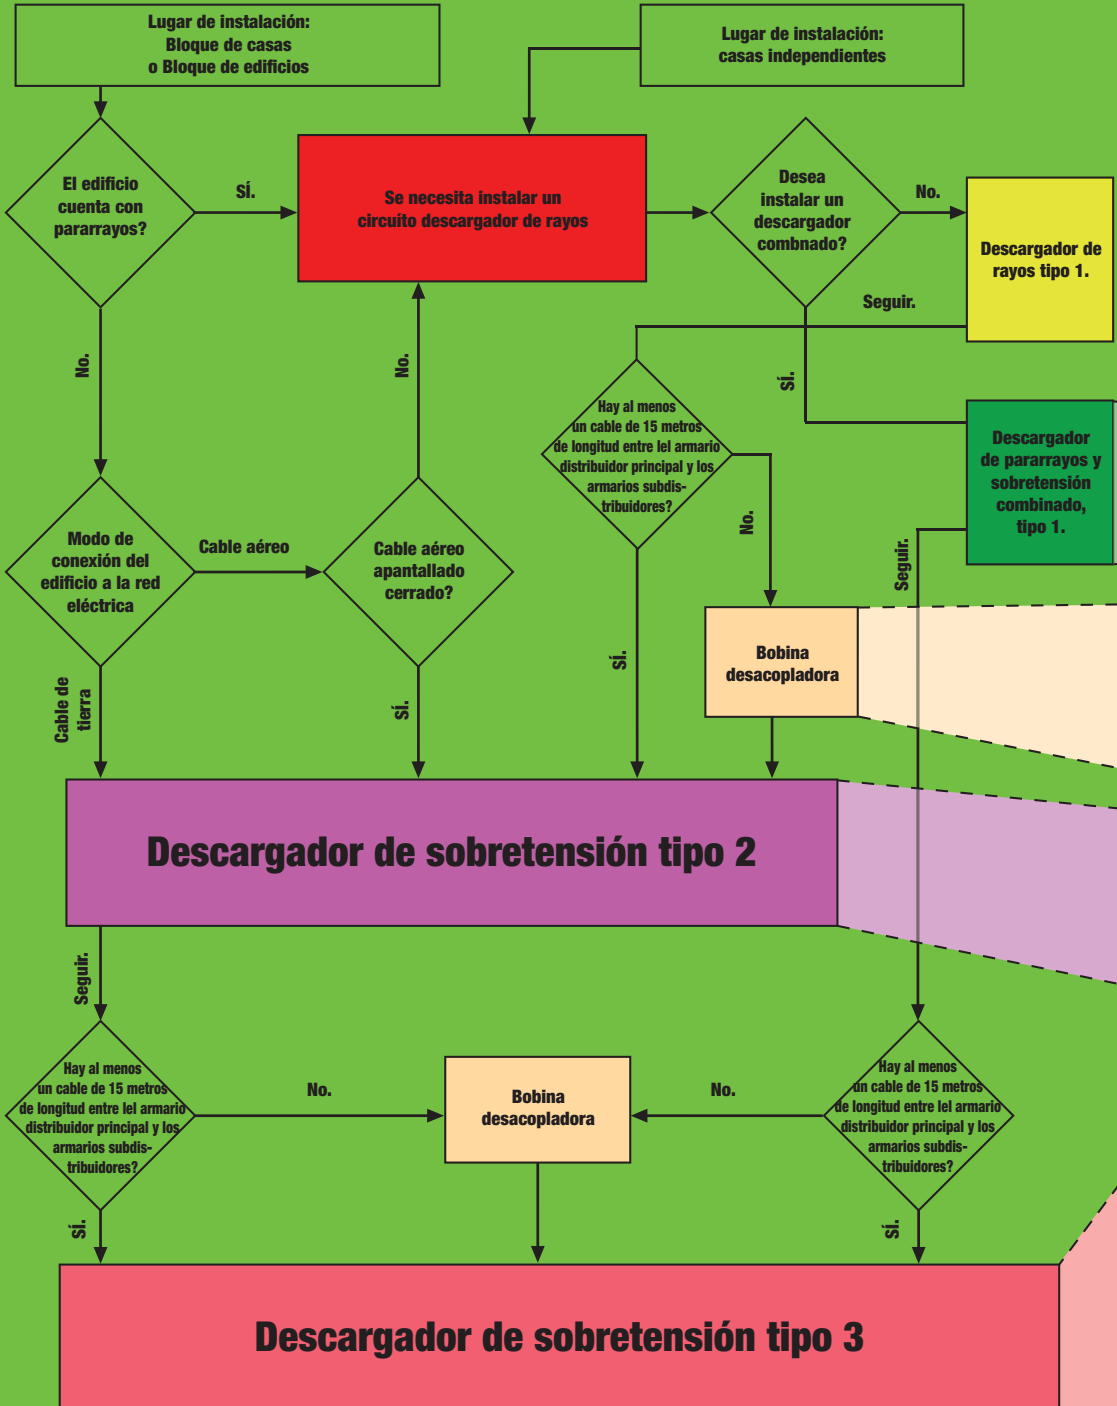 Lugar de instalación:
Bloque de casas
o Bloque de edificios
Lugar de instalación:
casas independientes
El edificio
cuenta con
pararrayos?
SÍ.
Se necesita instalar un
circuito descargador de rayos
Desea
instalar un
descargador
combnado?
No.
Descargador de
rayos tipo 1.
Seguir.
No.
No.
SÍ.
Hay al menos
un cable de 15 metros
de longitud entre lel armario
distribuidor principal y los
armarios subdis-
tribuidores?
Descargador
de pararrayos y
sobretensión
combinado,
tipo 1.
No.
Seguir.
Modo de
conexión del
edificio a la red
eléctrica
Cable aéreo
Cable aéreo
apantallado
cerrado?
Bobina
desacopladora
SÍ.
Cable de
tierra
SÍ.
Descargador de sobretensión tipo 2
Seguir.
Hay al menos
un cable de 15 metros
de longitud entre lel armario
distribuidor principal y los
armarios subdis-
tribuidores?
No.
Bobina
desacopladora
No.
Hay al menos
un cable de 15 metros
de longitud entre lel armario
distribuidor principal y los
armarios subdis-
tribuidores?
SÍ.
SÍ.
Descargador de sobretensión tipo 3